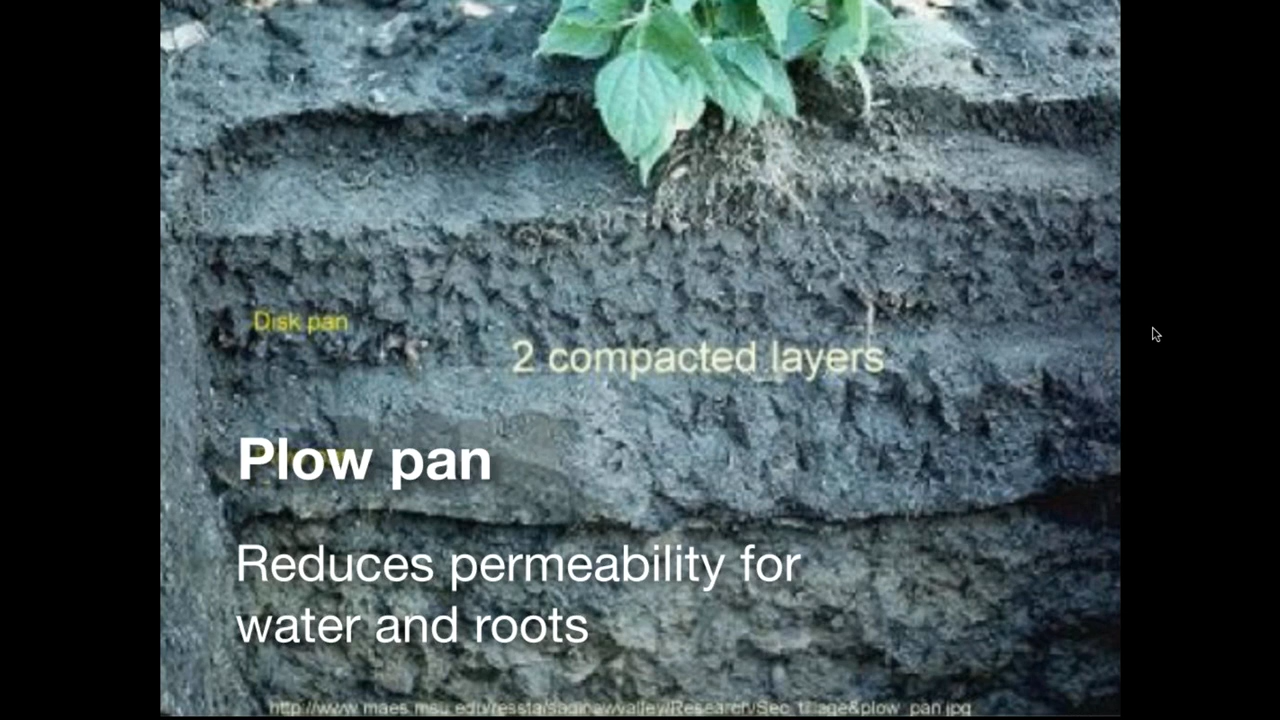 Disk pan
2 compacted layers
Plow pan
Reduces permeability for
water and roots